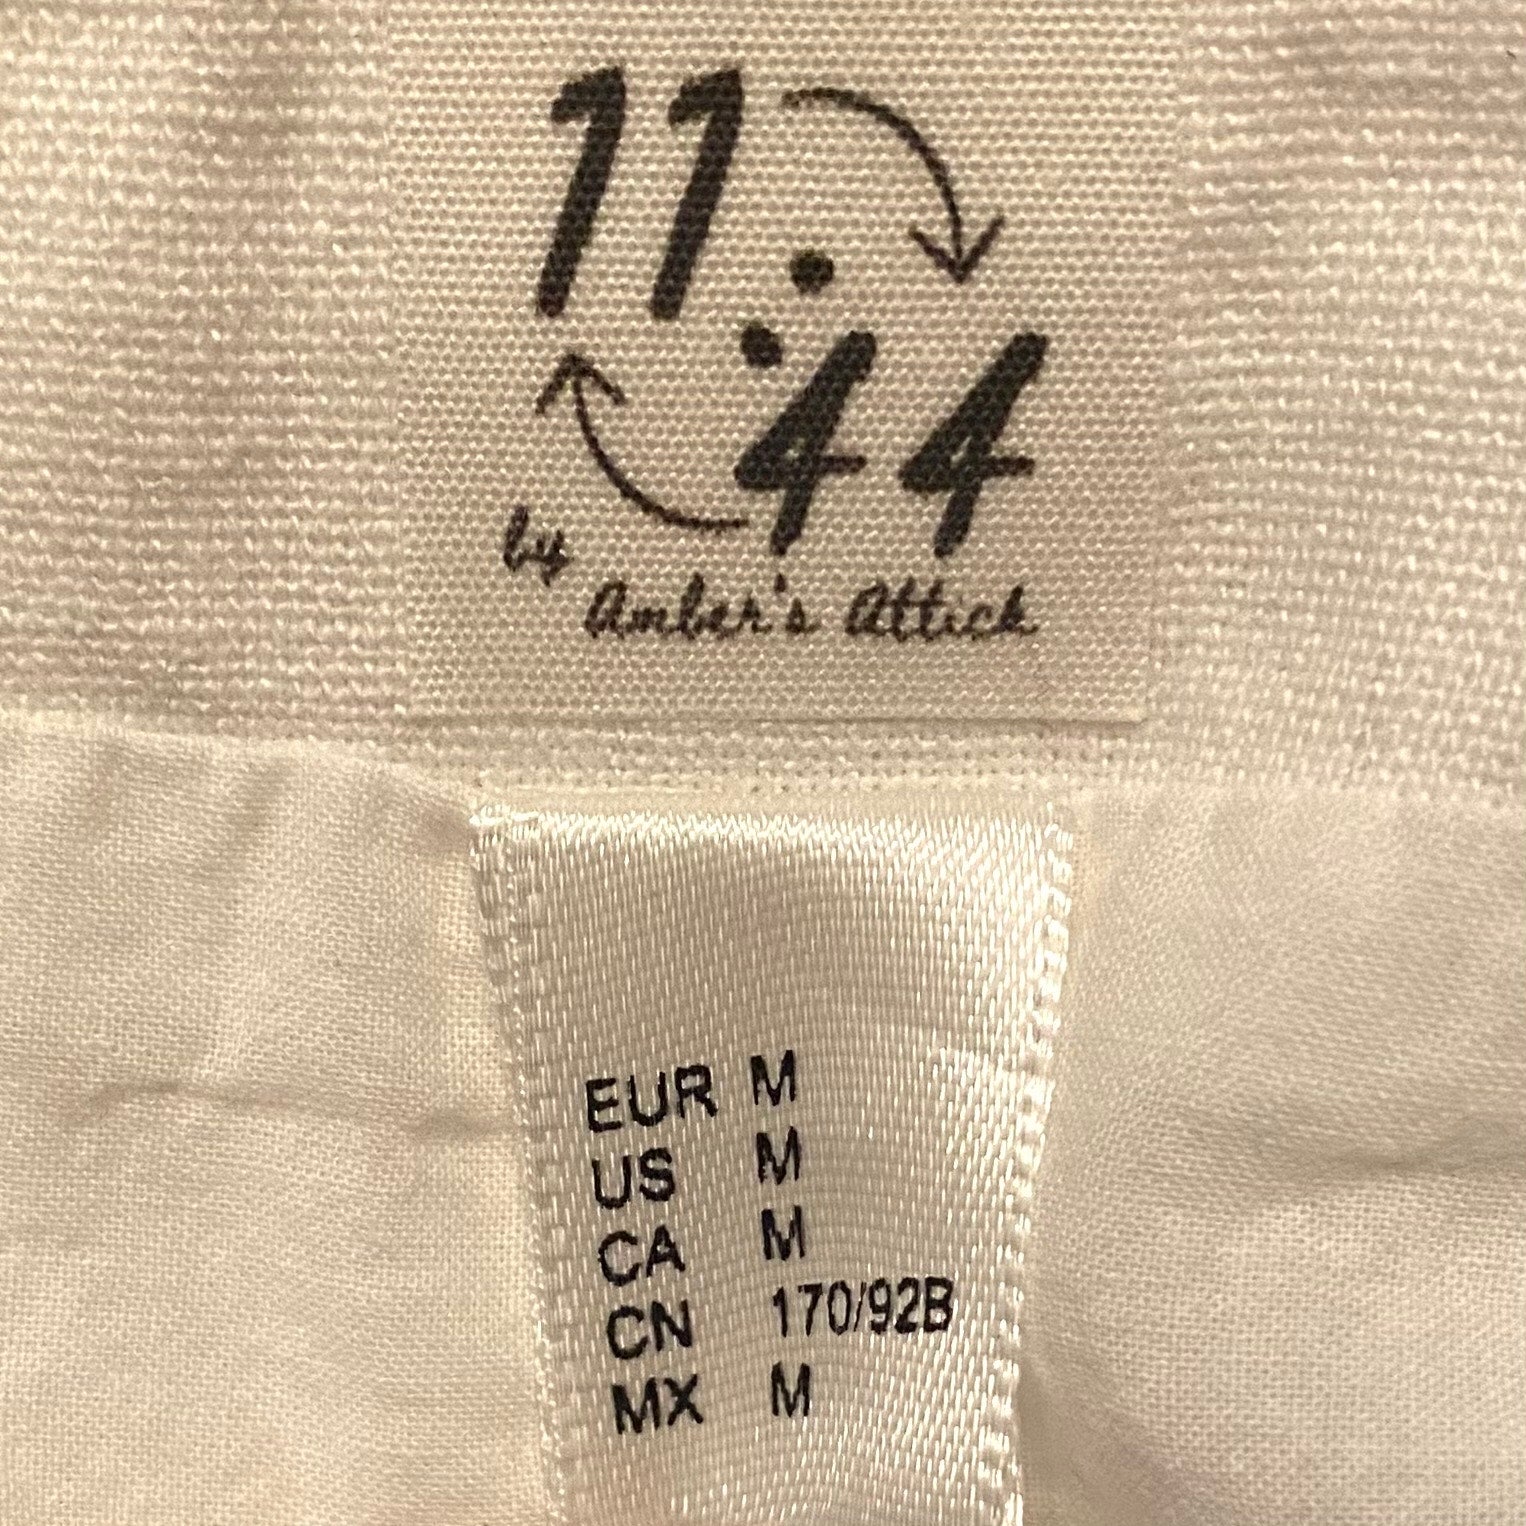 11:44
by Amber's Attick
EUR M
US M
CA M
CN 170/92B
MX M